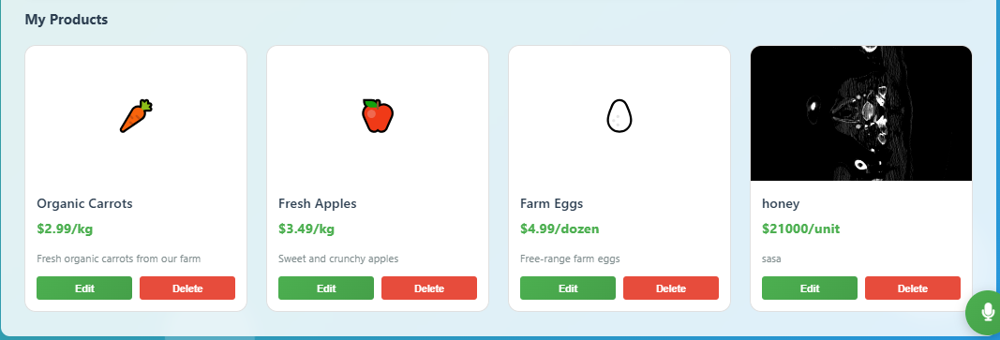 My Products
Organic Carrots
$2.99/kg
Fresh organic carrots from our farm
Edit
Delete
Fresh Apples
$3.49/kg
Sweet and crunchy apples
Edit
Delete
Farm Eggs
$4.99/dozen
Free-range farm eggs
Edit
Delete
honey
$21000/unit
sasa
Edit
Delete